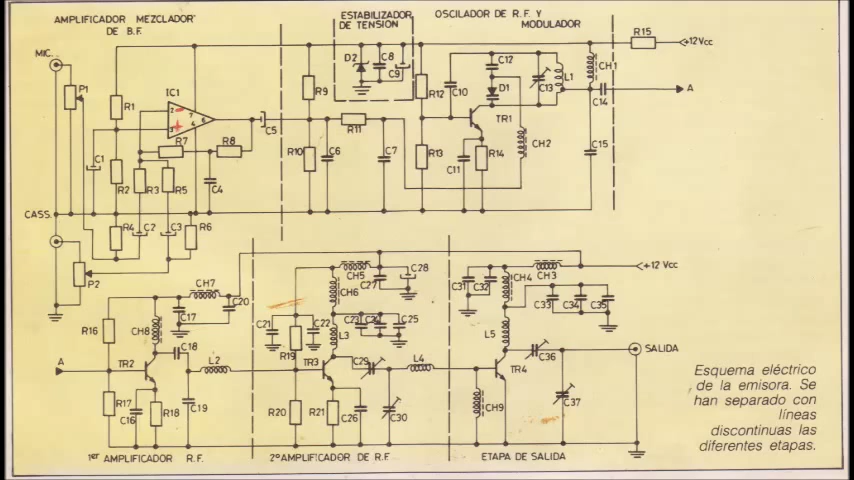 AMPLIFICADOR MEZCLADOR
DE B.F.
ESTABILIZADOR
DE TENSION
OSCILADOR DE R.F. Y
MODULADOR
MIC.
P1
R1
IC1
2
3
7
4
6
R7
R8
C5
C1
R2
R3
R5
C4
CASS.
R4
C2
C3
R6
P2
R9
R10
C6
R11
C7
D2
C8
C9
R12
R13
C10
C11
R14
TR1
C12
D1
C13
L1
CH2
CH1
C14
C15
R15
+12Vcc
A
CH7
C17
C20
CH8
R16
C18
A
TR2
L2
R17
C16
R18
C19
1er AMPLIFICADOR R.F.
CH5
CH6
C27
C28
C21
C22
R19
L3
C23
C24
C25
TR3
C29
L4
R20
R21
C26
C30
2º AMPLIFICADOR DE R.F.
C31
C32
CH4
CH3
+12 Vcc
C33
C34
C35
L5
C36
SALIDA
TR4
CH9
C37
ETAPA DE SALIDA
Esquema eléctrico
de la emisora. Se
han separado con
líneas
discontinuas las
diferentes etapas.